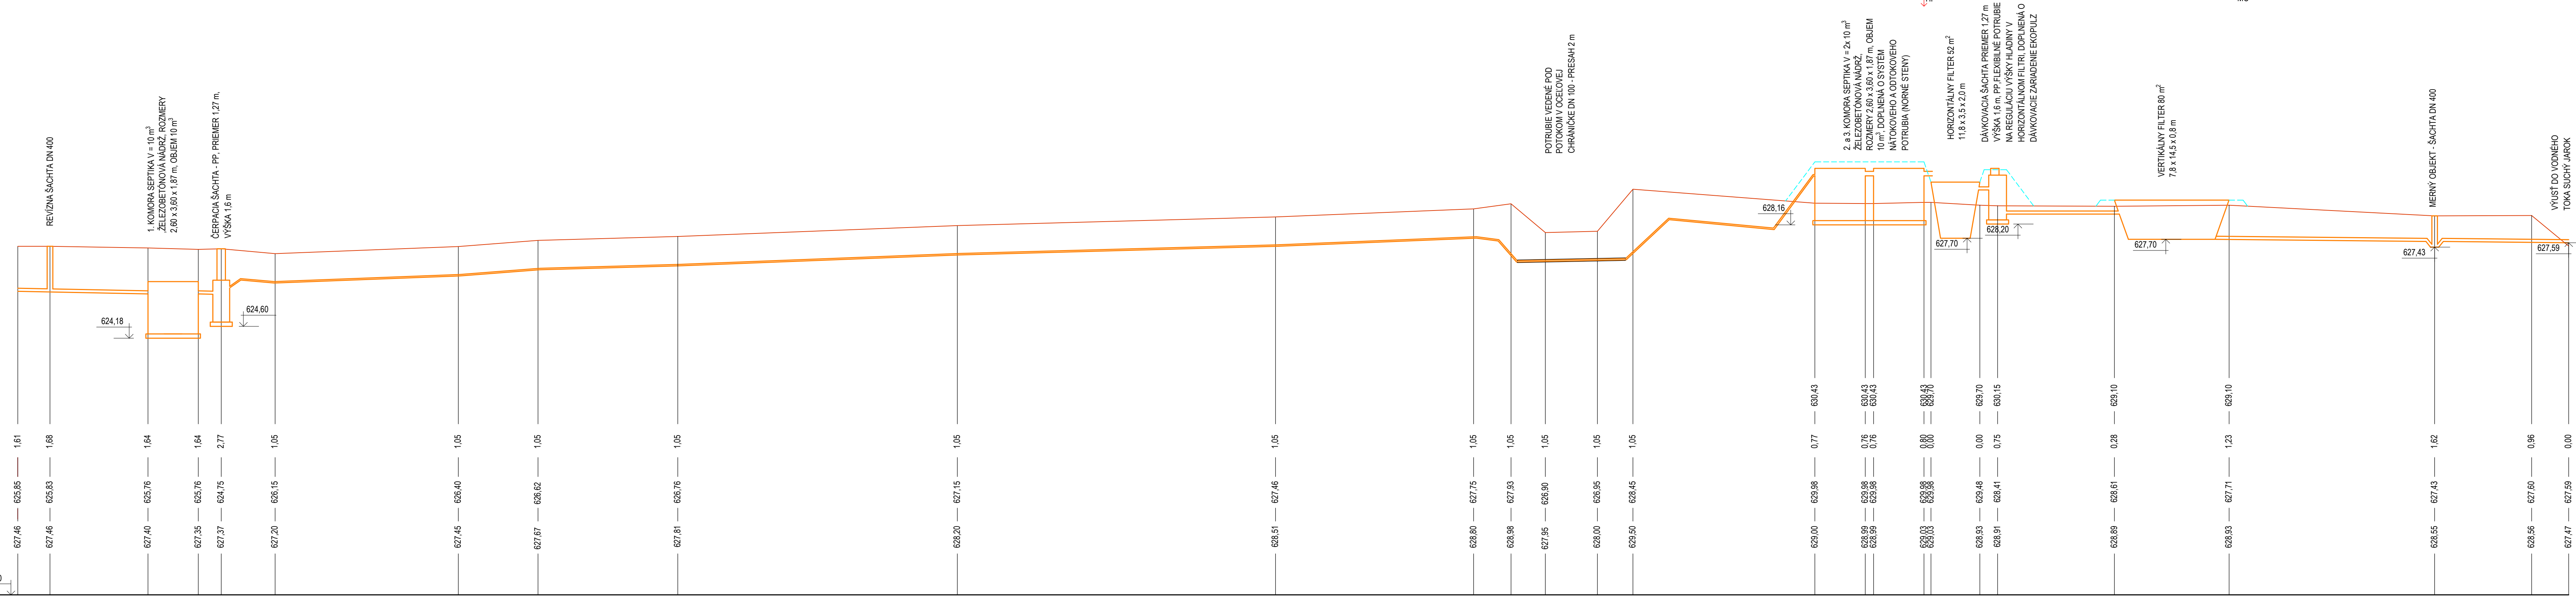 REVÍZNA ŠACHTA DN 400
1. KOMORA SEPTIKA V = 10 m³
,ŽELEZOBETÓNOVÁ NÁDRŽ, ROZMERY
2,60 x 3,60 x 1,87 m, OBJEM 10 m³
ČERPACIA ŠACHTA - PP, PRIEMER 1,27 m,
VÝŠKA 1,6 m
POTRUBIE VEDENÉ POD
POTOKOM V OCEĽOVEJ
CHRÁNIČKE DN 100 - PRESAH 2 m
2. a 3. KOMORA SEPTIKA V = 2x 10 m³
ŽELEZOBETÓNOVÁ NÁDRŽ,
ROZMERY 2,60 x 3,60 x 1,87 m, OBJEM
10 m³, DOPLNENÁ O SYSTÉM
NÁTOKOVEHO A ODTOKOVEHO
POTRUBIA (NORNÉ STENY)
HORIZONTÁLNY FILTER 52 m²
11,8 x 3,5 x 2,0 m
DÁVKOVACIA ŠACHTA PRIEMER 1,27 m
VÝŠKA 1,6 m, PP,FLEXIBILNÉ POTRUBIE
NA REGULÁCIU VÝŠKY HLADINY V
HORIZONTÁLNOM FILTRI, DOPLNENÁ O
DÁVKOVACIE ZARIADENIE EKOPULZ
VERTIKÁLNY FILTER 80 m²
7,8 x 14,5 x 0,8 m
MERNÝ OBJEKT - ŠACHTA DN 400
VÝUSŤ DO VODNÉHO
TOKA SUCHÝ JAROK
624,18
624,60
628,16
627,70
628,20
627,70
627,43
627,59
630,43 630,43 630,43 630,43 629,70 629,70 630,15 629,10 629,10
1,61 1,68 1,64 1,64 2,77 1,05 1,05 1,05 1,05 1,05 1,05 1,05 1,05 1,05 1,05 1,05 0,77 0,76 0,76 0,80 0,00 0,00 0,75 0,28 1,23 1,62 0,96 0,00
625,85 625,83 625,76 625,76 624,75 626,15 626,40 626,62 626,76 627,15 627,46 627,75 627,93 626,90 626,95 628,45 629,98 629,98 629,98 629,98 629,98 629,48 628,41 628,61 627,71 627,43 627,60 627,59
627,46 627,46 627,40 627,35 627,37 627,20 627,45 627,67 627,81 628,20 628,51 628,80 628,98 627,95 628,00 629,50 629,00 628,99 628,99 629,03 629,03 628,93 628,91 628,89 628,93 628,55 628,56 627,47